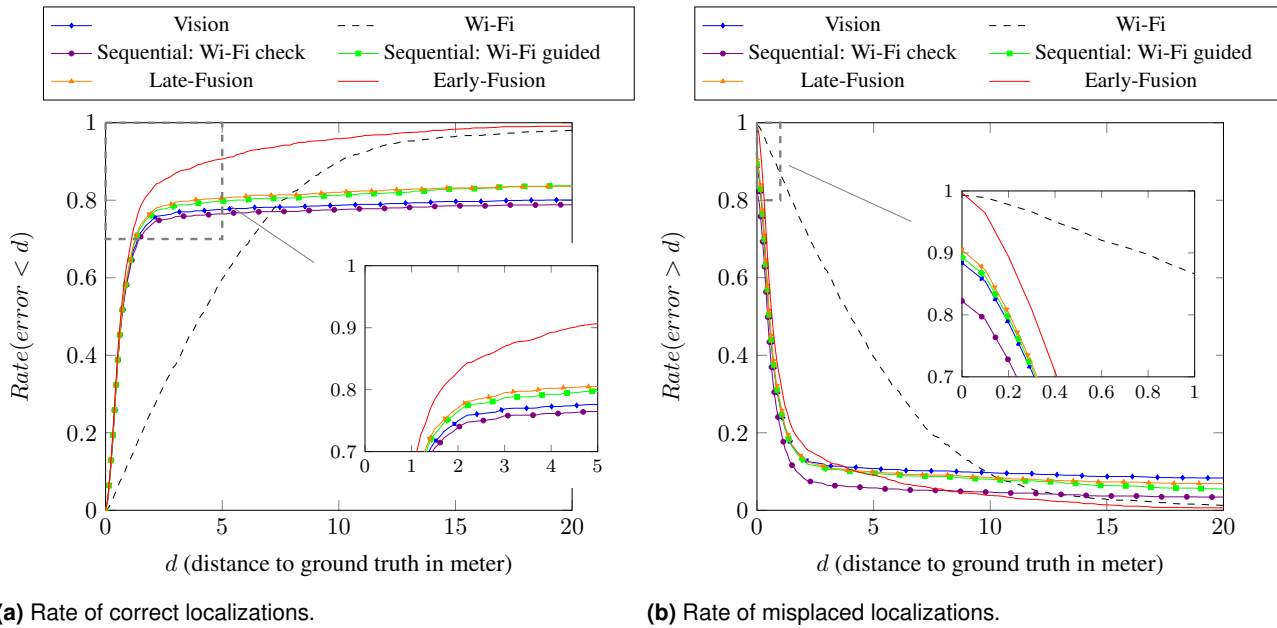 Vision Wi-Fi
Sequential: Wi-Fi check Sequential: Wi-Fi guided
Late-Fusion Early-Fusion
1
0.8
0.6
0.4
0.2
0
0 5 10 15 20
Rate(error < d)
d (distance to ground truth in meter)
1
0.9
0.8
0.7
0 1 2 3 4 5
(a) Rate of correct localizations.
Vision Wi-Fi
Sequential: Wi-Fi check Sequential: Wi-Fi guided
Late-Fusion Early-Fusion
1
0.8
0.6
0.4
0.2
0
0 5 10 15 20
Rate(error > d)
d (distance to ground truth in meter)
1
0.9
0.8
0.7
0 0.2 0.4 0.6 0.8 1
(b) Rate of misplaced localizations.